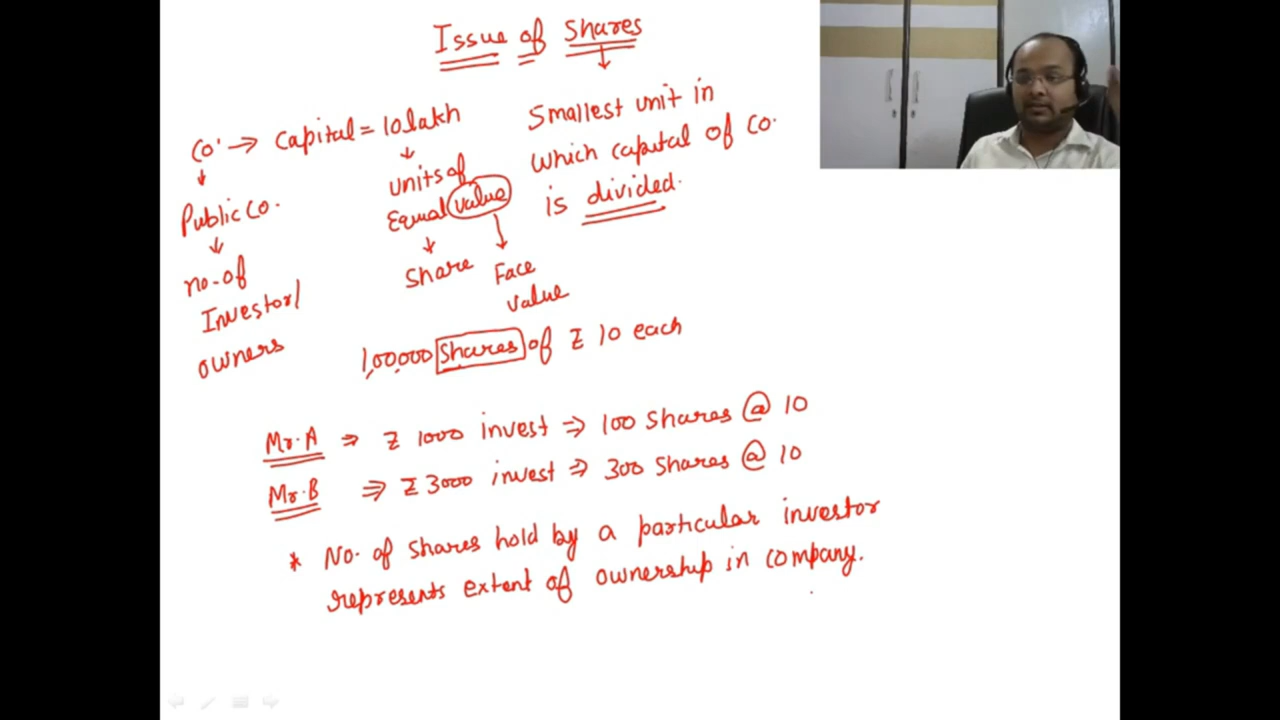 Issue of Shares
Co. → Capital = 10 lakh
↓
Public Co.
↓
no. of
Investor/
owners
↓
units of
Equal value
↓
Share
Face
value
Smallest unit in
which capital of Co.
is divided.
1,00,000 Shares of ₹ 10 each
Mr. A ⇒ ₹ 1000 invest ⇒ 100 Shares @ 10
Mr. B ⇒ ₹ 3000 invest ⇒ 300 Shares @ 10
* No. of shares hold by a particular investor
represents extent of ownership in company.